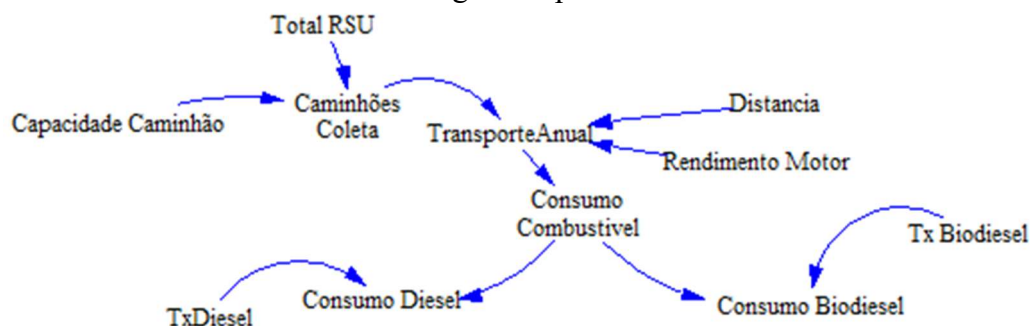 Total RSU
Capacidade Caminhão
Caminhões
Coleta
TransporteAnual
Distancia
Rendimento Motor
Consumo
Combustivel
Tx Biodiesel
TxDiesel
Consumo Diesel
Consumo Biodiesel